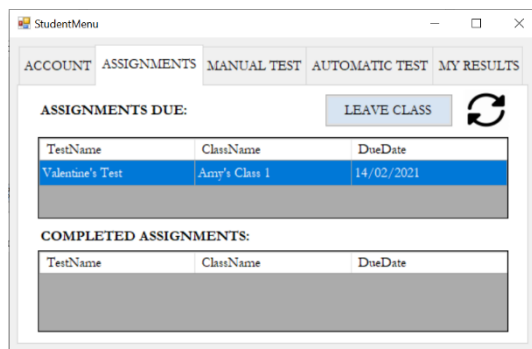 StudentMenu
ACCOUNT ASSIGNMENTS MANUAL TEST AUTOMATIC TEST MY RESULTS
ASSIGNMENTS DUE: LEAVE CLASS
TestName ClassName DueDate
Valentine's Test Amy's Class 1 14/02/2021
COMPLETED ASSIGNMENTS:
TestName ClassName DueDate